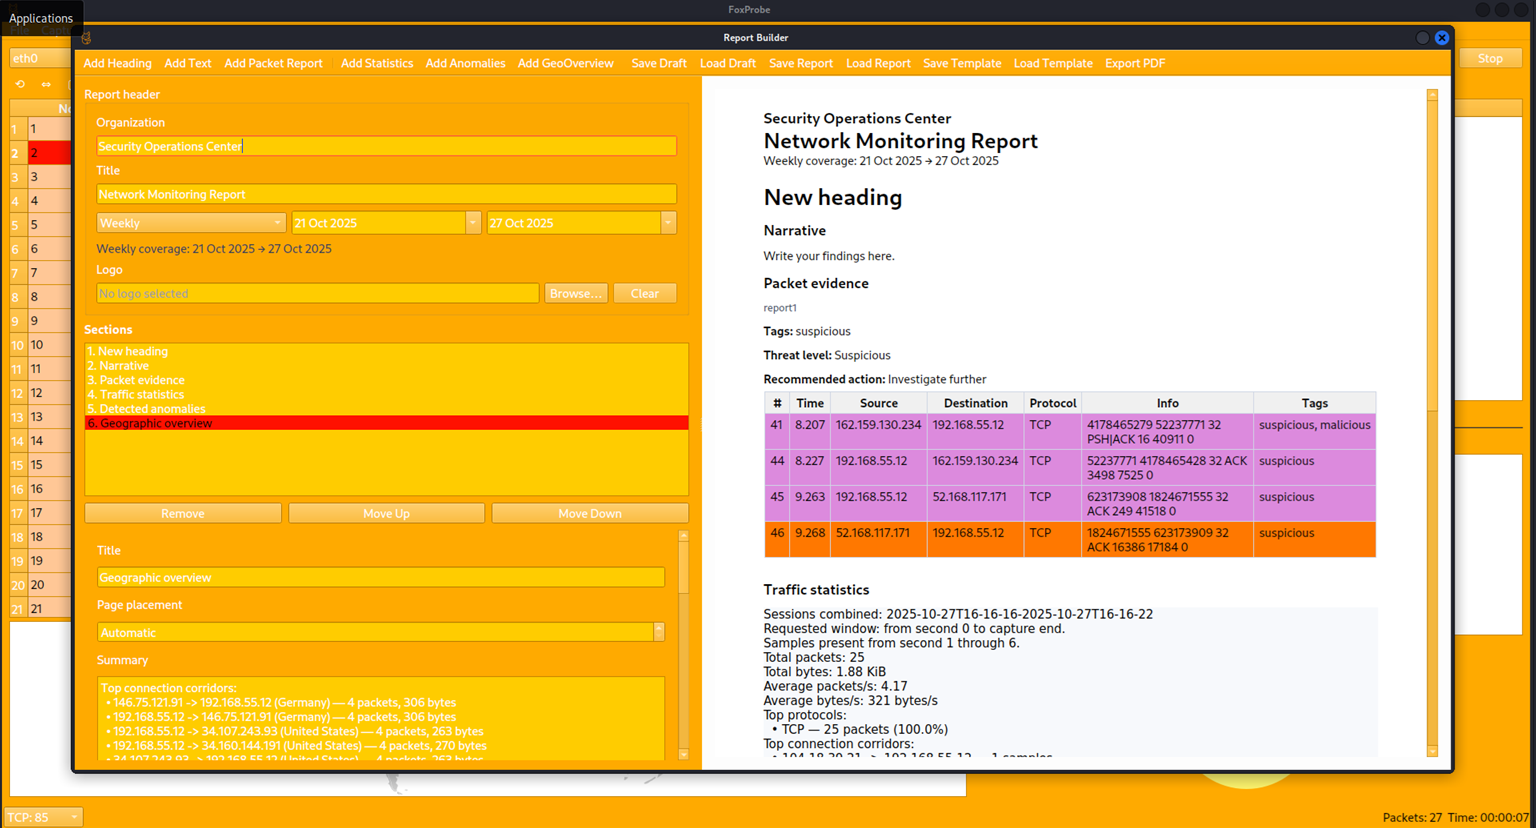 Applications
FoxProbe
Report Builder
eth0
Stop
Add Heading Add Text Add Packet Report Add Statistics Add Anomalies Add GeoOverview Save Draft Load Draft Save Report Load Report Save Template Load Template Export PDF
Report header
Organization
Security Operations Center
Title
Network Monitoring Report
Weekly 21 Oct 2025 27 Oct 2025
Weekly coverage: 21 Oct 2025 → 27 Oct 2025
Logo
No logo selected Browse... Clear
Sections
1. New heading
2. Narrative
3. Packet evidence
4. Traffic statistics
5. Detected anomalies
6. Geographic overview
Remove Move Up Move Down
Title
Geographic overview
Page placement
Automatic
Summary
Top connection corridors:
• 146.75.121.91 -> 192.168.55.12 (Germany) — 4 packets, 306 bytes
• 192.168.55.12 -> 146.75.121.91 (Germany) — 4 packets, 306 bytes
• 192.168.55.12 -> 34.107.243.93 (United States) — 4 packets, 263 bytes
• 192.168.55.12 -> 34.160.144.191 (United States) — 4 packets, 270 bytes
• 34.107.243.93 -> 192.168.55.12 (United States) — 4 packets, 263 bytes
Security Operations Center
Network Monitoring Report
Weekly coverage: 21 Oct 2025 → 27 Oct 2025
New heading
Narrative
Write your findings here.
Packet evidence
report1
Tags: suspicious
Threat level: Suspicious
Recommended action: Investigate further
# Time Source Destination Protocol Info Tags
41 8.207 162.159.130.234 192.168.55.12 TCP 4178465279 52237771 32 suspicious, malicious
PSH|ACK 16 40911 0
44 8.227 192.168.55.12 162.159.130.234 TCP 52237771 4178465428 32 ACK suspicious
3498 7525 0
45 9.263 192.168.55.12 52.168.117.171 TCP 623173908 1824671555 32 suspicious
ACK 249 41518 0
46 9.268 52.168.117.171 192.168.55.12 TCP 1824671555 623173909 32 suspicious
ACK 16386 17184 0
Traffic statistics
Sessions combined: 2025-10-27T16-16-16-2025-10-27T16-16-22
Requested window: from second 0 to capture end.
Samples present from second 1 through 6.
Total packets: 25
Total bytes: 1.88 KiB
Average packets/s: 4.17
Average bytes/s: 321 bytes/s
Top protocols:
• TCP — 25 packets (100.0%)
Top connection corridors:
No
1 1
2 2
3 3
4 4
5 5
6 6
7 7
8 8
9 9
10 10
11 11
12 12
13 13
14 14
15 15
16 16
17 17
18 18
19 19
20 20
21 21
TCP: 85
Packets: 27 Time: 00:00:07